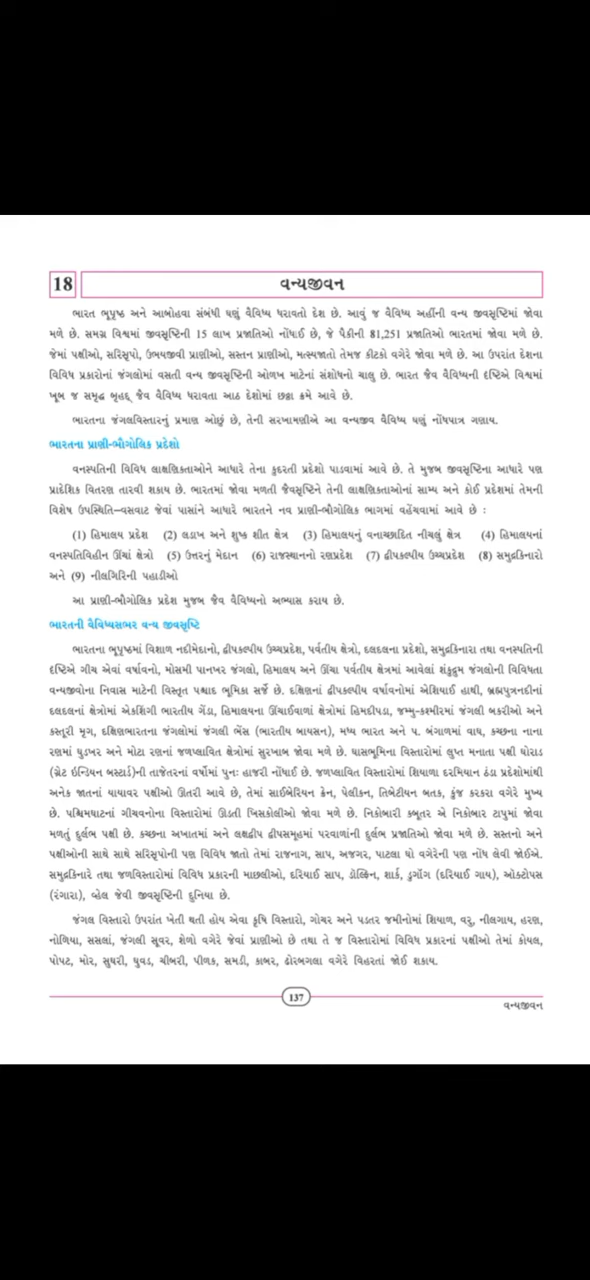 18
વન્યજીવન
ભારત ભૂપૃષ્ઠ અને આબોહવા સંબંધી ઘણું વૈવિધ્ય ધરાવતો દેશ છે. આવું જ વૈવિધ્ય અહીંની વન્ય જીવસૃષ્ટિમાં જોવા
મળે છે. સમગ્ર વિશ્વમાં જીવસૃષ્ટિની 15 લાખ પ્રજાતિઓ નોંધાઈ છે, જે પૈકીની 81,251 પ્રજાતિઓ ભારતમાં જોવા મળે છે.
જેમાં પક્ષીઓ, સરિસૃપો, ઉભયજીવી પ્રાણીઓ, સસ્તન પ્રાણીઓ, મત્સ્યજાતો તેમજ કીટકો વગેરે જોવા મળે છે. આ ઉપરાંત દેશના
વિવિધ પ્રકારોનાં જંગલોમાં વસતી વન્ય જીવસૃષ્ટિની ઓળખ માટેનાં સંશોધનો ચાલુ છે. ભારત જૈવ વૈવિધ્યની દૃષ્ટિએ વિશ્વમાં
ખૂબ જ સમૃદ્ધ બૃહદ્ જૈવ વૈવિધ્ય ધરાવતા આઠ દેશોમાં છઠ્ઠા ક્રમે આવે છે.
ભારતના જંગલવિસ્તારનું પ્રમાણ ઓછું છે, તેની સરખામણીએ આ વન્યજીવ વૈવિધ્ય ઘણું નોંધપાત્ર ગણાય.
ભારતના પ્રાણી-ભૌગોલિક પ્રદેશો
વનસ્પતિની વિવિધ લાક્ષણિકતાઓને આધારે તેના કુદરતી પ્રદેશો પાડવામાં આવે છે. તે મુજબ જીવસૃષ્ટિના આધારે પણ
પ્રાદેશિક વિતરણ તારવી શકાય છે. ભારતમાં જોવા મળતી જૈવસૃષ્ટિને તેની લાક્ષણિકતાઓનાં સામ્ય અને કોઈ પ્રદેશમાં તેમની
વિશેષ ઉપસ્થિતિ–વસવાટ જેવાં પાસાંને આધારે ભારતને નવ પ્રાણી-ભૌગોલિક ભાગમાં વહેંચવામાં આવે છે :
(1) હિમાલય પ્રદેશ (2) લડાખ અને શુષ્ક શીત ક્ષેત્ર (3) હિમાલયનું વનાચ્છાદિત નીચલું ક્ષેત્ર (4) હિમાલયનાં
વનસ્પતિવિહીન ઊંચાં ક્ષેત્રો (5) ઉત્તરનું મેદાન (6) રાજસ્થાનનો રણપ્રદેશ (7) દ્વીપકલ્પીય ઉચ્ચપ્રદેશ (8) સમુદ્રકિનારો
અને (9) નીલગિરિની પહાડીઓ
આ પ્રાણી-ભૌગોલિક પ્રદેશ મુજબ જૈવ વૈવિધ્યનો અભ્યાસ કરાય છે.
ભારતની વૈવિધ્યસભર વન્ય જીવસૃષ્ટિ
ભારતના ભૂપૃષ્ઠમાં વિશાળ નદીમેદાનો, દ્વીપકલ્પીય ઉચ્ચપ્રદેશ, પર્વતીય ક્ષેત્રો, દલદલના પ્રદેશો, સમુદ્રકિનારા તથા વનસ્પતિની
દૃષ્ટિએ ગીચ એવાં વર્ષાવનો, મોસમી પાનખર જંગલો, હિમાલય અને ઊંચા પર્વતીય ક્ષેત્રમાં આવેલાં શંકુદ્રુમ જંગલોની વિવિધતા
વન્યજીવોના નિવાસ માટેની વિસ્તૃત પશ્ચાદ ભૂમિકા સર્જે છે. દક્ષિણનાં દ્વીપકલ્પીય વર્ષાવનોમાં એશિયાઈ હાથી, બ્રહ્મપુત્રનદીનાં
દલદલનાં ક્ષેત્રોમાં એકશિંગી ભારતીય ગેંડા, હિમાલયના ઊંચાઈવાળાં ક્ષેત્રોમાં હિમદીપડા, જમ્મુ-કશ્મીરમાં જંગલી બકરીઓ અને
કસ્તૂરી મૃગ, દક્ષિણભારતના જંગલોમાં જંગલી ભેંસ (ભારતીય બાયસન), મધ્ય ભારત અને પ. બંગાળમાં વાઘ, કચ્છના નાના
રણમાં ઘુડખર અને મોટા રણનાં જળપ્લાવિત ક્ષેત્રોમાં સુરખાબ જોવા મળે છે. ઘાસભૂમિના વિસ્તારોમાં લુપ્ત મનાતા પક્ષી ઘોરાડ
(ગ્રેટ ઇન્ડિયન બસ્ટાર્ડ)ની તાજેતરનાં વર્ષોમાં પુનઃ હાજરી નોંધાઈ છે. જળપ્લાવિત વિસ્તારોમાં શિયાળા દરમિયાન ઠંડા પ્રદેશોમાંથી
અનેક જાતનાં યાયાવર પક્ષીઓ ઊતરી આવે છે, તેમાં સાઈબેરિયન ક્રેન, પેલીકન, તિબેટીયન બતક, કુંજ કરકરા વગેરે મુખ્ય
છે. પશ્ચિમઘાટનાં ગીચવનોના વિસ્તારોમાં ઊડતી ખિસકોલીઓ જોવા મળે છે. નિકોબારી કબૂતર એ નિકોબાર ટાપુમાં જોવા
મળતું દુર્લભ પક્ષી છે. કચ્છના અખાતમાં અને લક્ષદ્વીપ દ્વીપસમૂહમાં પરવાળાંની દુર્લભ પ્રજાતિઓ જોવા મળે છે. સસ્તનો અને
પક્ષીઓની સાથે સાથે સરિસૃપોની પણ વિવિધ જાતો તેમાં રાજનાગ, સાપ, અજગર, પાટલા ઘો વગેરેની પણ નોંધ લેવી જોઈએ.
સમુદ્રકિનારે તથા જળવિસ્તારોમાં વિવિધ પ્રકારની માછલીઓ, દરિયાઈ સાપ, ડોલ્ફિન, શાર્ક, ડુગોંગ (દરિયાઈ ગાય), ઓક્ટોપસ
(રંગારા), વ્હેલ જેવી જીવસૃષ્ટિની દુનિયા છે.
જંગલ વિસ્તારો ઉપરાંત ખેતી થતી હોય એવા કૃષિ વિસ્તારો, ગોચર અને પડતર જમીનોમાં શિયાળ, વરુ, નીલગાય, હરણ,
નોળિયા, સસલાં, જંગલી સૂવર, શેળો વગેરે જેવાં પ્રાણીઓ છે તથા તે જ વિસ્તારોમાં વિવિધ પ્રકારનાં પક્ષીઓ તેમાં કોયલ,
પોપટ, મોર, સુઘરી, ઘુવડ, ચીબરી, પીળક, સમડી, કાબર, ઢોરબગલા વગેરે વિહરતાં જોઈ શકાય.
137
વન્યજીવન